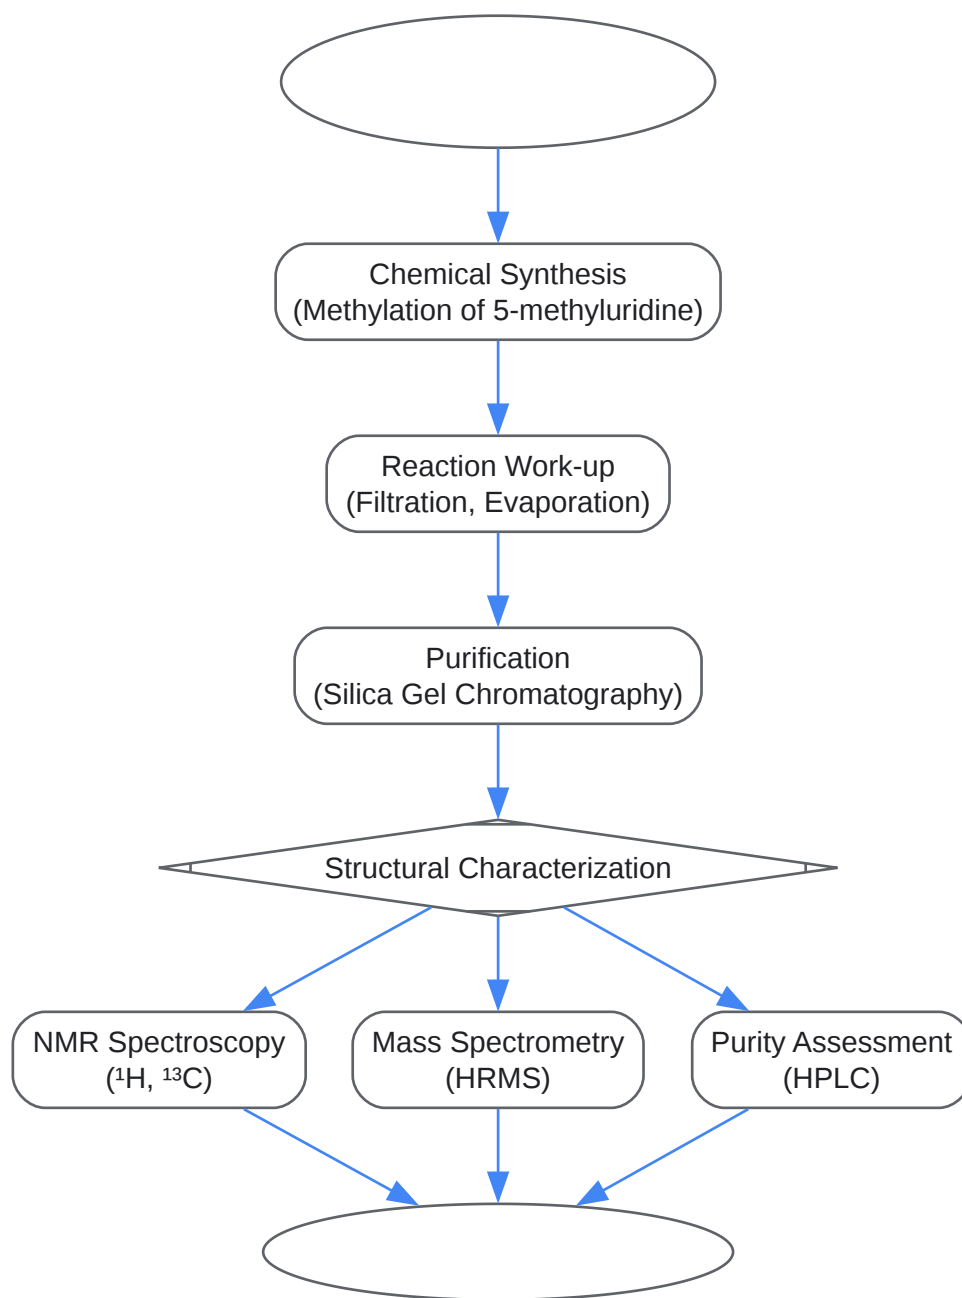 Chemical Synthesis
(Methylation of 5-methyluridine)
Reaction Work-up
(Filtration, Evaporation)
Purification
(Silica Gel Chromatography)
Structural Characterization
NMR Spectroscopy
(¹H, ¹³C)
Mass Spectrometry
(HRMS)
Purity Assessment
(HPLC)